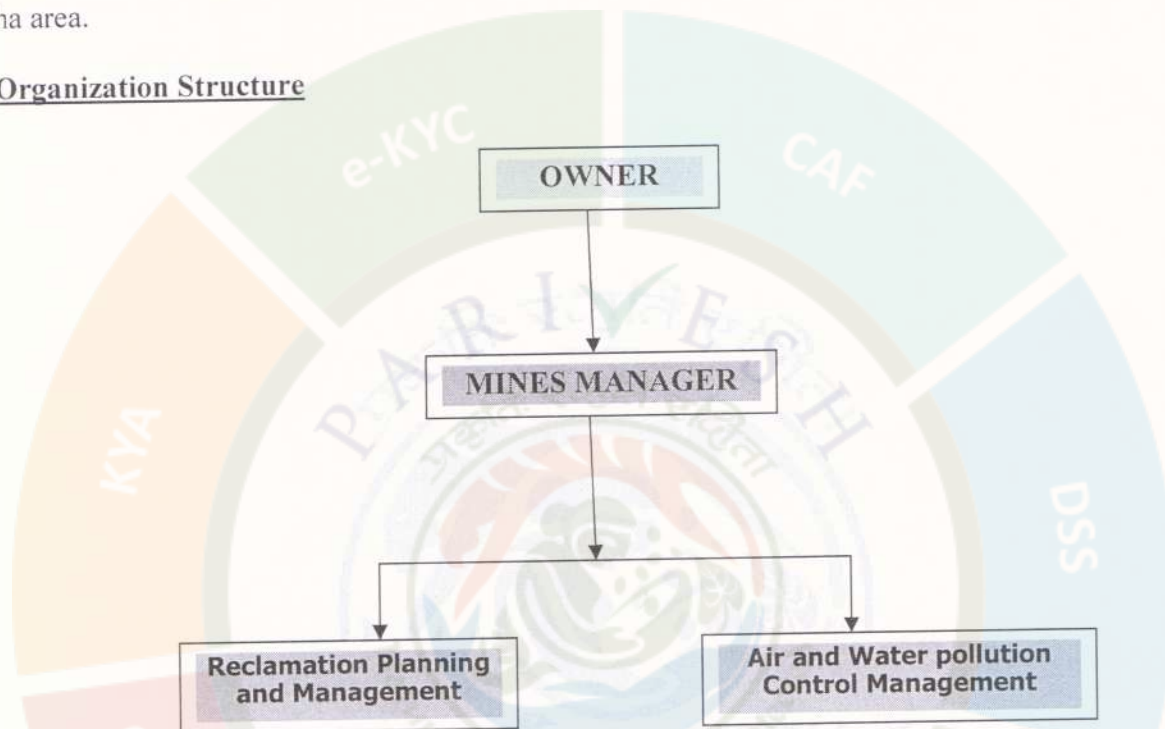 ha area.
Organization Structure
e-KYC
CAF
OWNER
PARIVESH
MINES MANAGER
KYA
DSS
Reclamation Planning
and Management
Air and Water pollution
Control Management